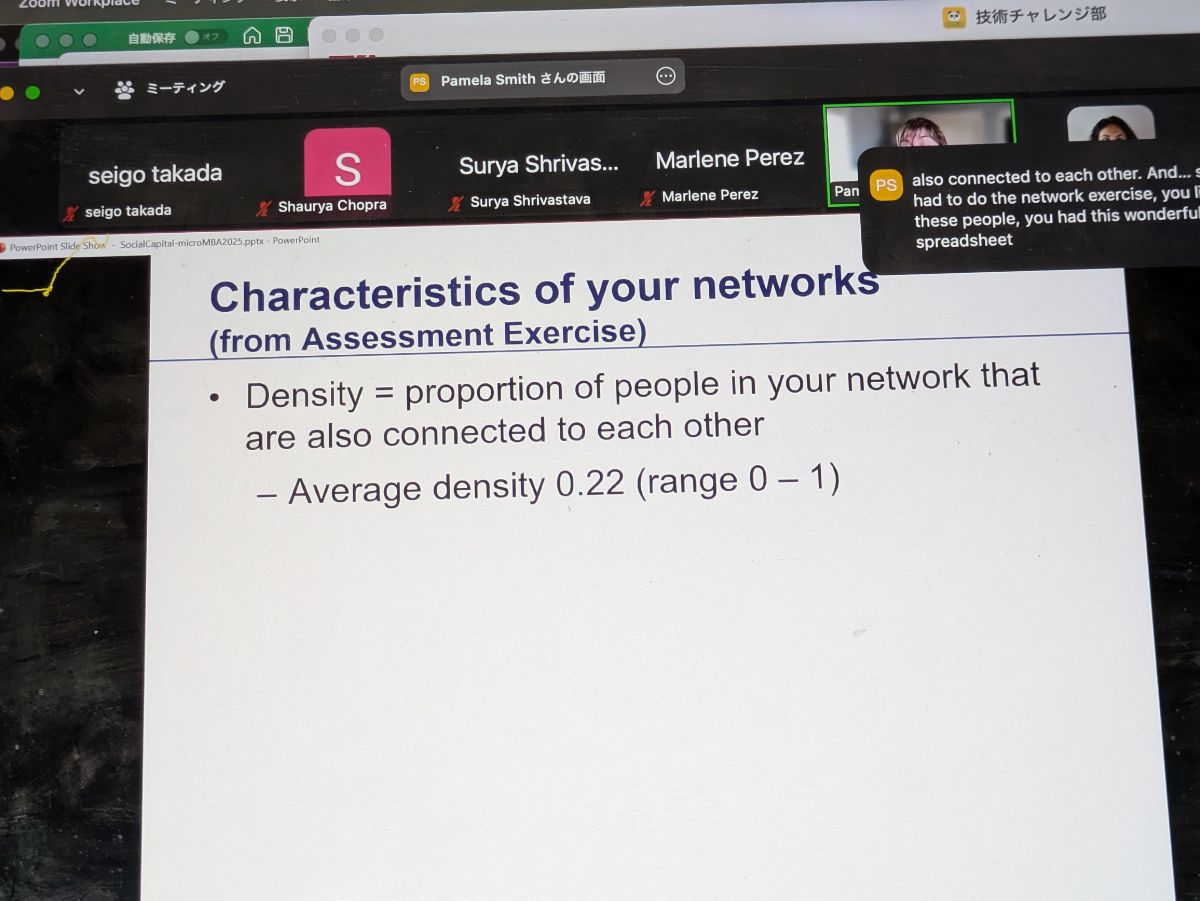 Zoom Workplace
技術チャレンジ部
自動保存 オフ
ミーティング
PS Pamela Smith さんの画面
seigo takada
S
Surya Shrivas...
Marlene Perez
seigo takada
Shaurya Chopra
Surya Shrivastava
Marlene Perez
PS
also connected to each other. And...
had to do the network exercise, you
these people, you had this wonderful
spreadsheet
PowerPoint Slide Show - SocialCapital-microMBA2025.pptx - PowerPoint
Characteristics of your networks
(from Assessment Exercise)
• Density = proportion of people in your network that
are also connected to each other
– Average density 0.22 (range 0 – 1)